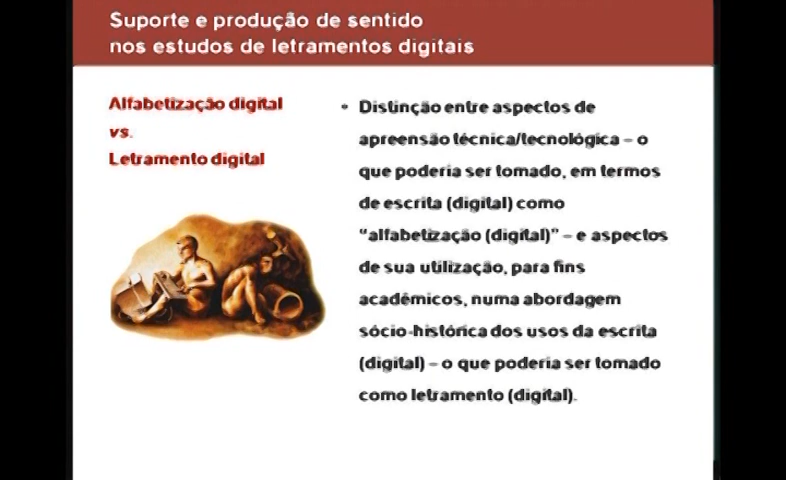 Suporte e produção de sentido
nos estudos de letramentos digitais
Alfabetização digital
vs.
Letramento digital
• Distinção entre aspectos de
apreensão técnica/tecnológica – o
que poderia ser tomado, em termos
de escrita (digital) como
"alfabetização (digital)" – e aspectos
de sua utilização, para fins
acadêmicos, numa abordagem
sócio-histórica dos usos da escrita
(digital) – o que poderia ser tomado
como letramento (digital).